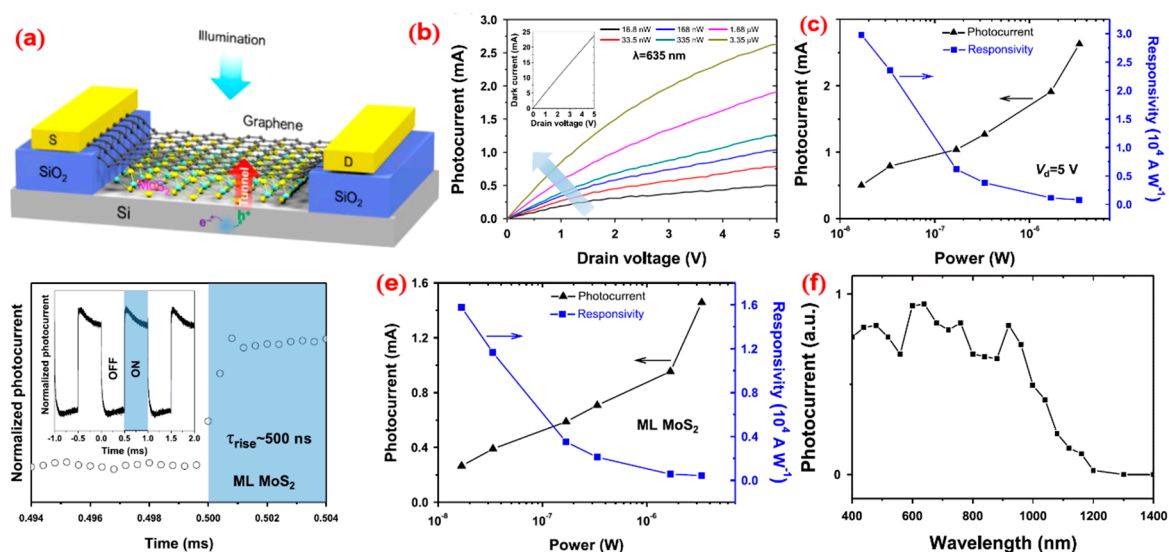 (a)
Illumination
Graphene
S
D
SiO2
SiO2
MoS2
Tunnel
Si
e-
h+
(b)
3.0
2.5
2.0
1.5
1.0
0.5
0.0
Photocurrent (mA)
25
20
15
10
5
0
Dark current (mA)
0 1 2 3 4 5
Drain voltage (V)
16.8 nW 168 nW 1.68 μW
33.5 nW 335 nW 3.35 μW
λ=635 nm
0 1 2 3 4 5
Drain voltage (V)
(c)
Photocurrent
Responsivity
2
1
0
Photocurrent (mA)
3.0
2.5
2.0
1.5
1.0
0.5
0.0
Responsivity (10^4 A W^-1)
Vd=5 V
10^-8 10^-7 10^-6
Power (W)
Normalized photocurrent
Normalized photocurrent
OFF
ON
-1.0 -0.5 0.0 0.5 1.0 1.5 2.0
Time (ms)
τrise~500 ns
ML MoS2
0.494 0.496 0.498 0.500 0.502 0.504
Time (ms)
(e)
Photocurrent
Responsivity
1.6
1.2
0.8
0.4
0.0
Photocurrent (mA)
1.6
1.2
0.8
0.4
0.0
Responsivity (10^4 A W^-1)
ML MoS2
10^-8 10^-7 10^-6
Power (W)
(f)
1
0
Photocurrent (a.u.)
400 600 800 1000 1200 1400
Wavelength (nm)